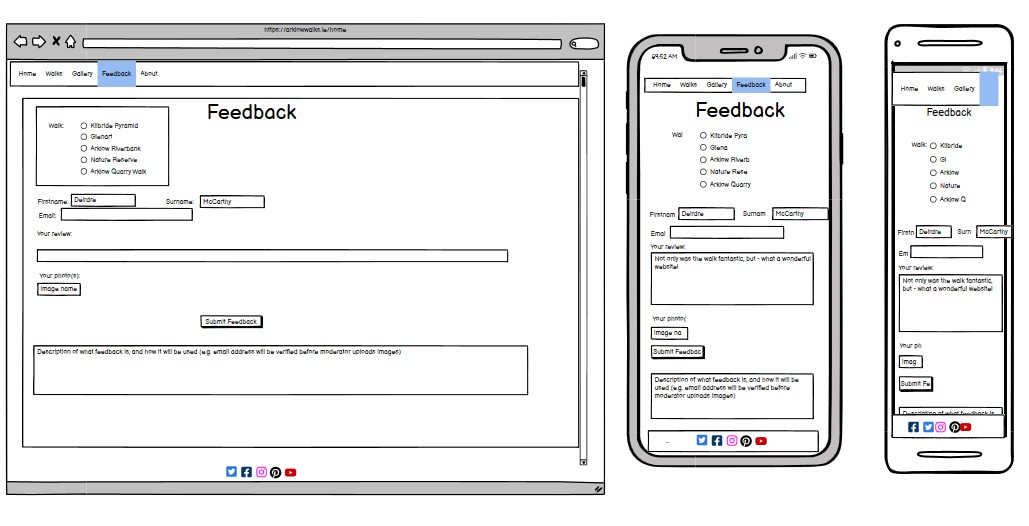 https://arklowwalks.ie/home
Home Walks Gallery Feedback About
Feedback
Walk: Kilbride Pyramid
Glenart
Arklow Riverbank
Nature Reserve
Arklow Quarry Walk
Firstname: Deirdre Surname: McCarthy
Email:
Your review:
Your photo(s):
Image name
Submit Feedback
Description of what feedback is, and how it will be used (e.g. email address will be verified before moderator uploads images)
09:52 AM
Home Walks Gallery Feedback About
Feedback
Wal Kilbride Pyra
Glena
Arklow Riverb
Nature Rese
Arklow Quarry
Firstnam Deirdre Surnam McCarthy
Emai
Your review:
Not only was the walk fantastic, but - what a wonderful
website!
Your photo(
Image na
Submit Feedbac
Description of what feedback is, and how it will be
used (e.g. email address will be verified before
moderator uploads images)
Home Walks Gallery
Feedback
Walk: Kilbride
Gl
Arklow
Nature
Arklow Q
Firstn Deirdre Surn McCarthy
Em
Your review:
Not only was the walk fantastic,
but - what a wonderful website!
Your ph
Imag
Submit Fe
Description of what feedback is,